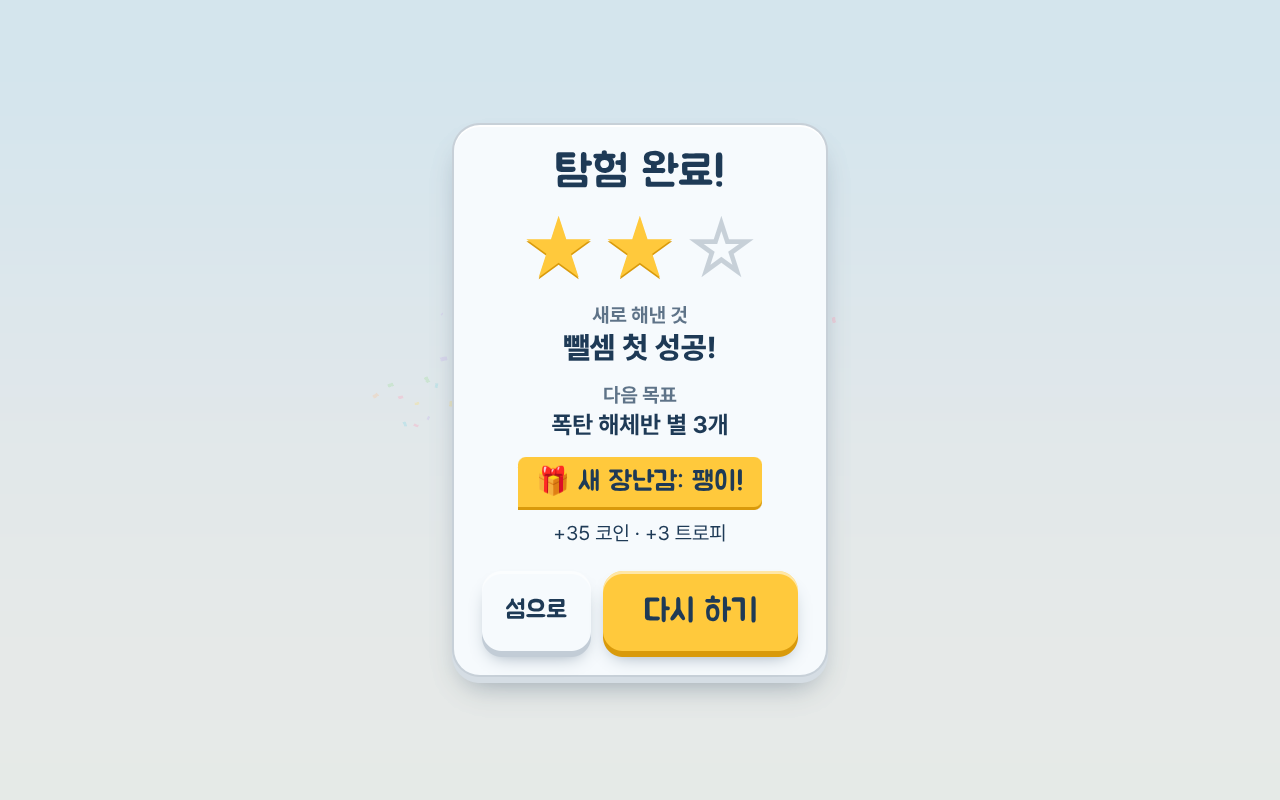 탐험 완료!
새로 해낸 것
뺄셈 첫 성공!
다음 목표
폭탄 해체반 별 3개
🎁 새 장난감: 팽이!
+35 코인 · +3 트로피
섬으로
다시 하기